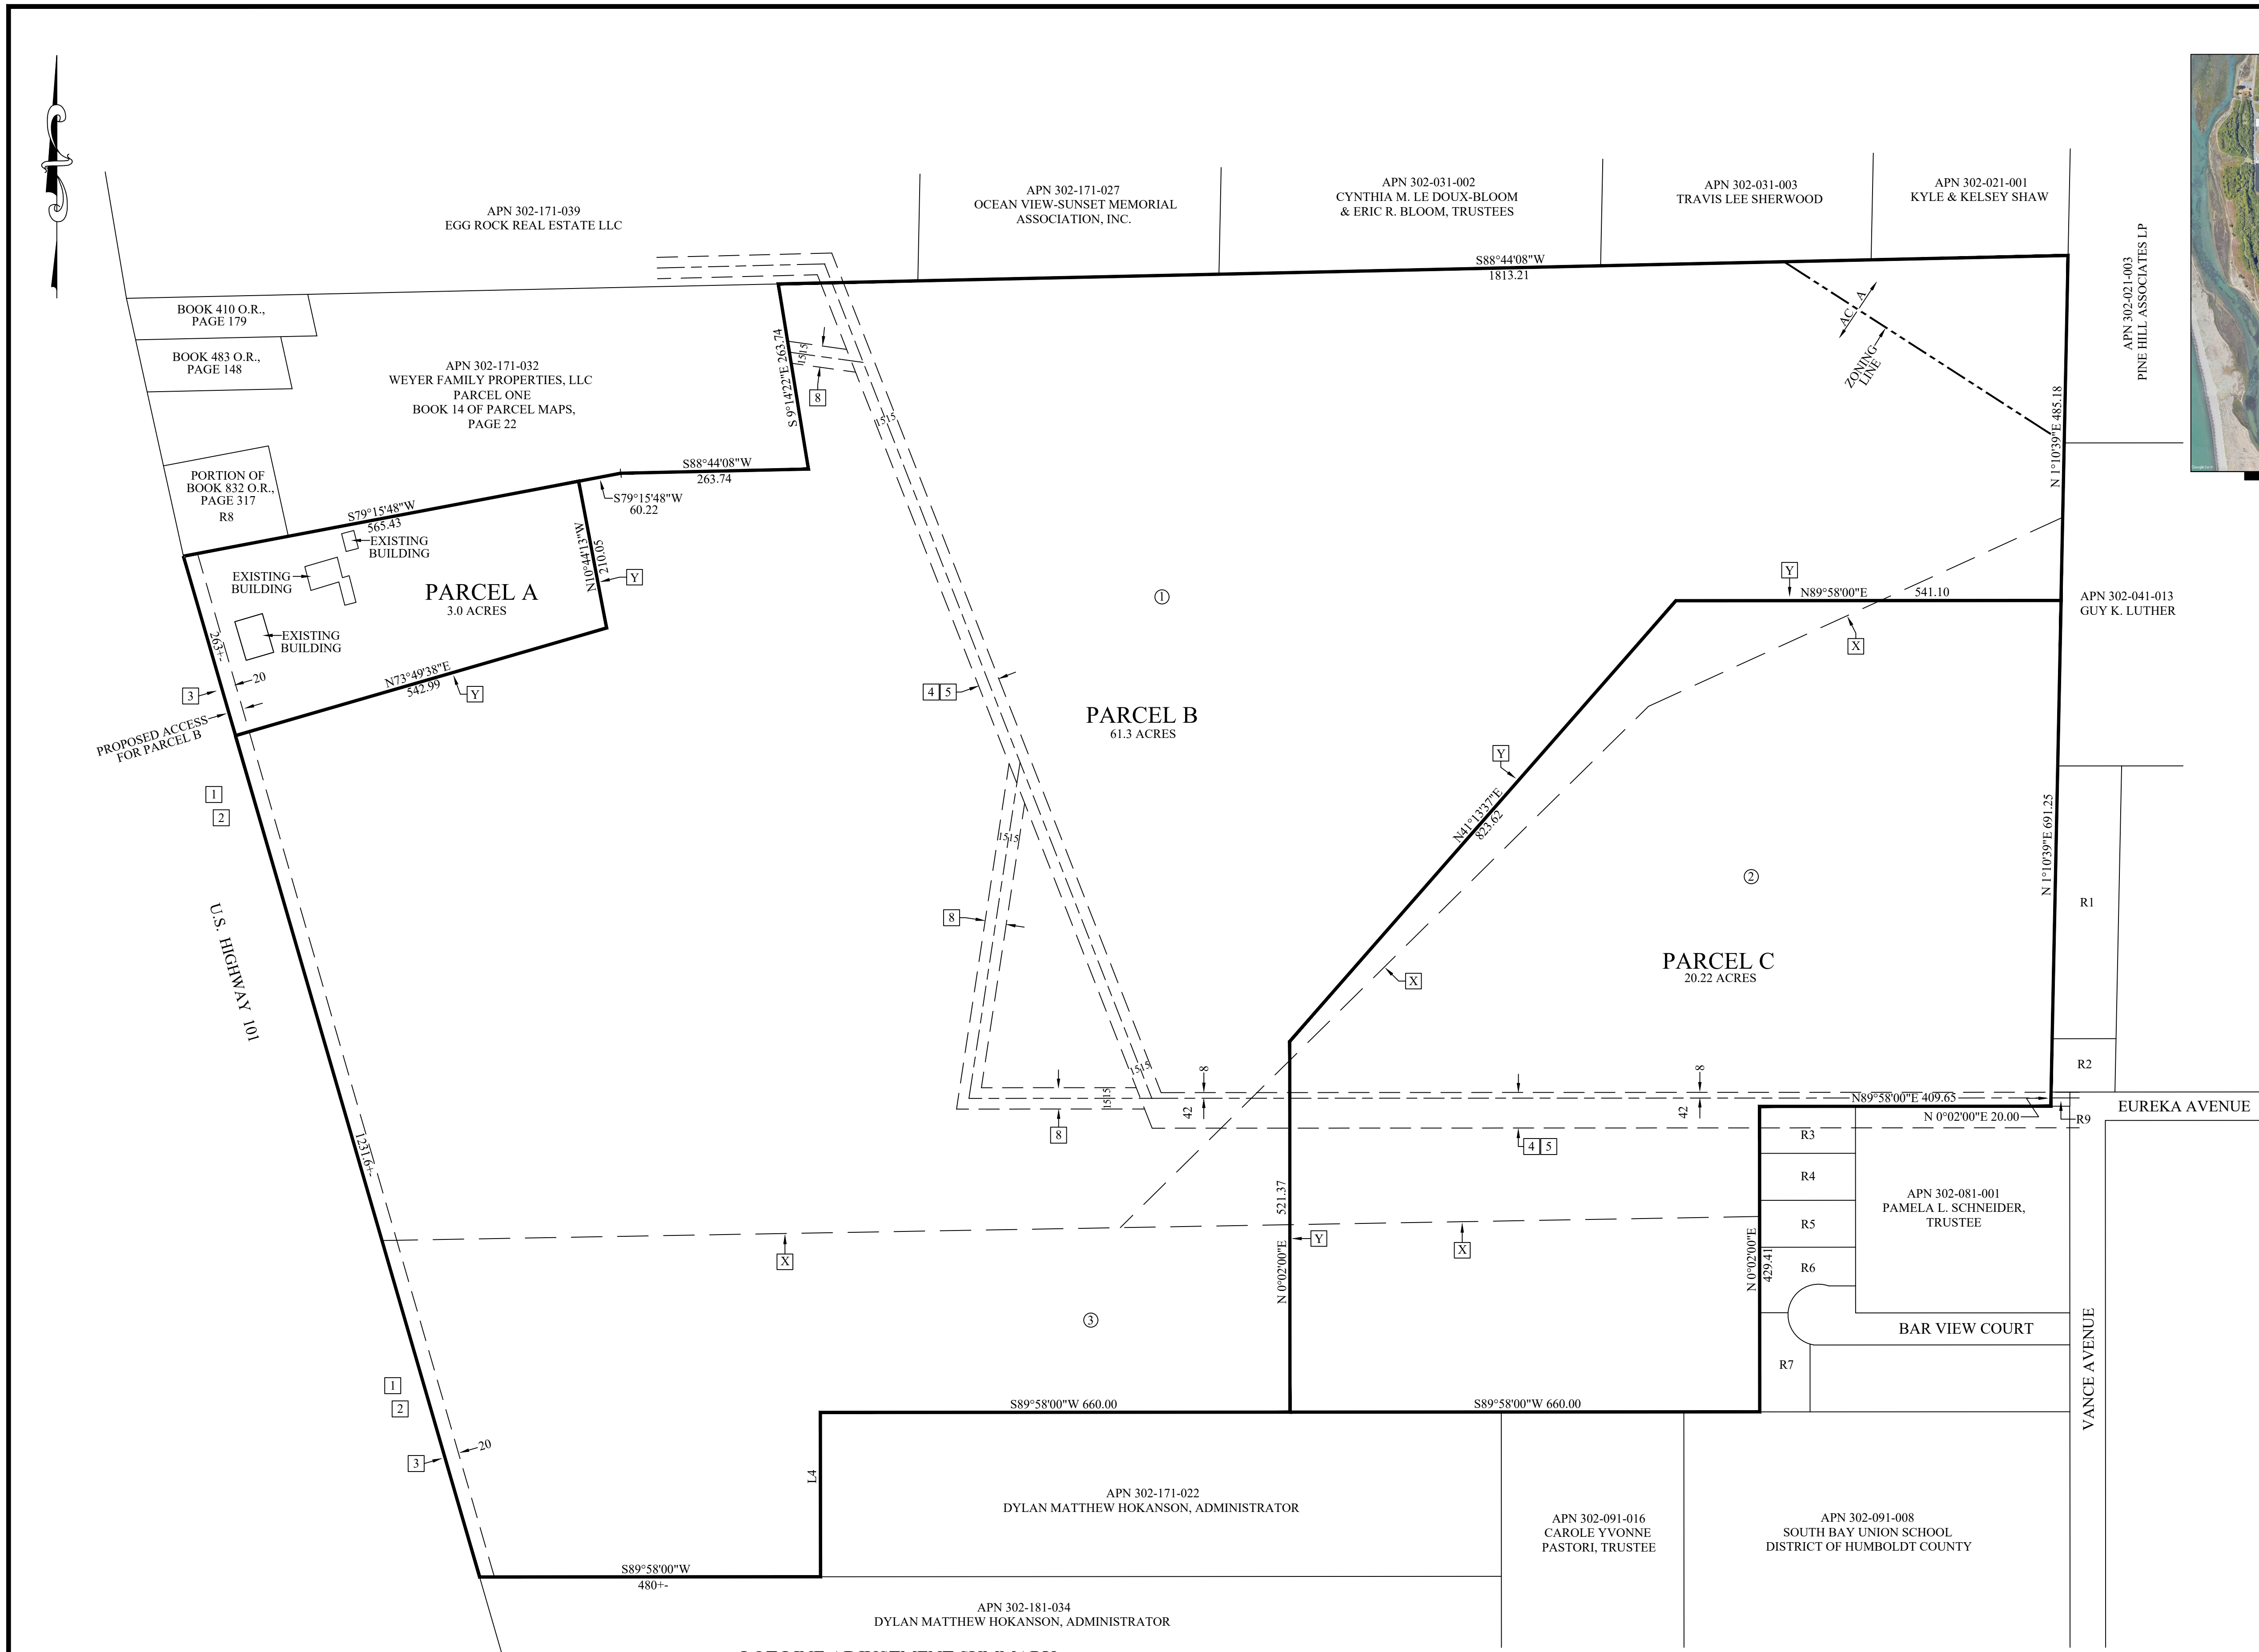 APN 302-171-039
EGG ROCK REAL ESTATE LLC
APN 302-171-027
OCEAN VIEW-SUNSET MEMORIAL
ASSOCIATION, INC.
APN 302-031-002
CYNTHIA M. LE DOUX-BLOOM
& ERIC R. BLOOM, TRUSTEES
APN 302-031-003
TRAVIS LEE SHERWOOD
APN 302-021-001
KYLE & KELSEY SHAW
APN 302-021-003
PINE HILL ASSOCIATES LP
S88°44'08"W
1813.21
BOOK 410 O.R.,
PAGE 179
BOOK 483 O.R.,
PAGE 148
APN 302-171-032
WEYER FAMILY PROPERTIES, LLC
PARCEL ONE
BOOK 14 OF PARCEL MAPS,
PAGE 22
S 9°14'22"E 263.74
1515
8
1515
AC A
ZONING
LINE
N 1°10'39"E 485.18
PORTION OF
BOOK 832 O.R.,
PAGE 317
R8
S88°44'08"W
263.74
S79°15'48"W
60.22
S79°15'48"W
565.43
EXISTING
BUILDING
EXISTING
BUILDING
EXISTING
BUILDING
PARCEL A
3.0 ACRES
N10°44'13"W
210.05
Y
263+-
20
3
N73°49'38"E
542.99
Y
PROPOSED ACCESS
FOR PARCEL B
1
2
U.S. HIGHWAY 101
1
4 5
PARCEL B
61.3 ACRES
Y
N89°58'00"E 541.10
X
APN 302-041-013
GUY K. LUTHER
Y
N41°13'37"E
823.62
1515
8
2
X
PARCEL C
20.22 ACRES
N 1°10'39"E 691.25
R1
R2
1515
8
42
8
42
1515
8
4 5
N89°58'00"E 409.65
N 0°02'00"E 20.00
R9
EUREKA AVENUE
R3
R4
R5
R6
R7
APN 302-081-001
PAMELA L. SCHNEIDER,
TRUSTEE
BAR VIEW COURT
VANCE AVENUE
1231.6+-
X
N 0°02'00"E 521.37
Y
X
N 0°02'00"E
429.41
3
1
2
3
20
S89°58'00"W 660.00
S89°58'00"W 660.00
L4
APN 302-171-022
DYLAN MATTHEW HOKANSON, ADMINISTRATOR
APN 302-091-016
CAROLE YVONNE
PASTORI, TRUSTEE
APN 302-091-008
SOUTH BAY UNION SCHOOL
DISTRICT OF HUMBOLDT COUNTY
S89°58'00"W
480+-
APN 302-181-034
DYLAN MATTHEW HOKANSON, ADMINISTRATOR